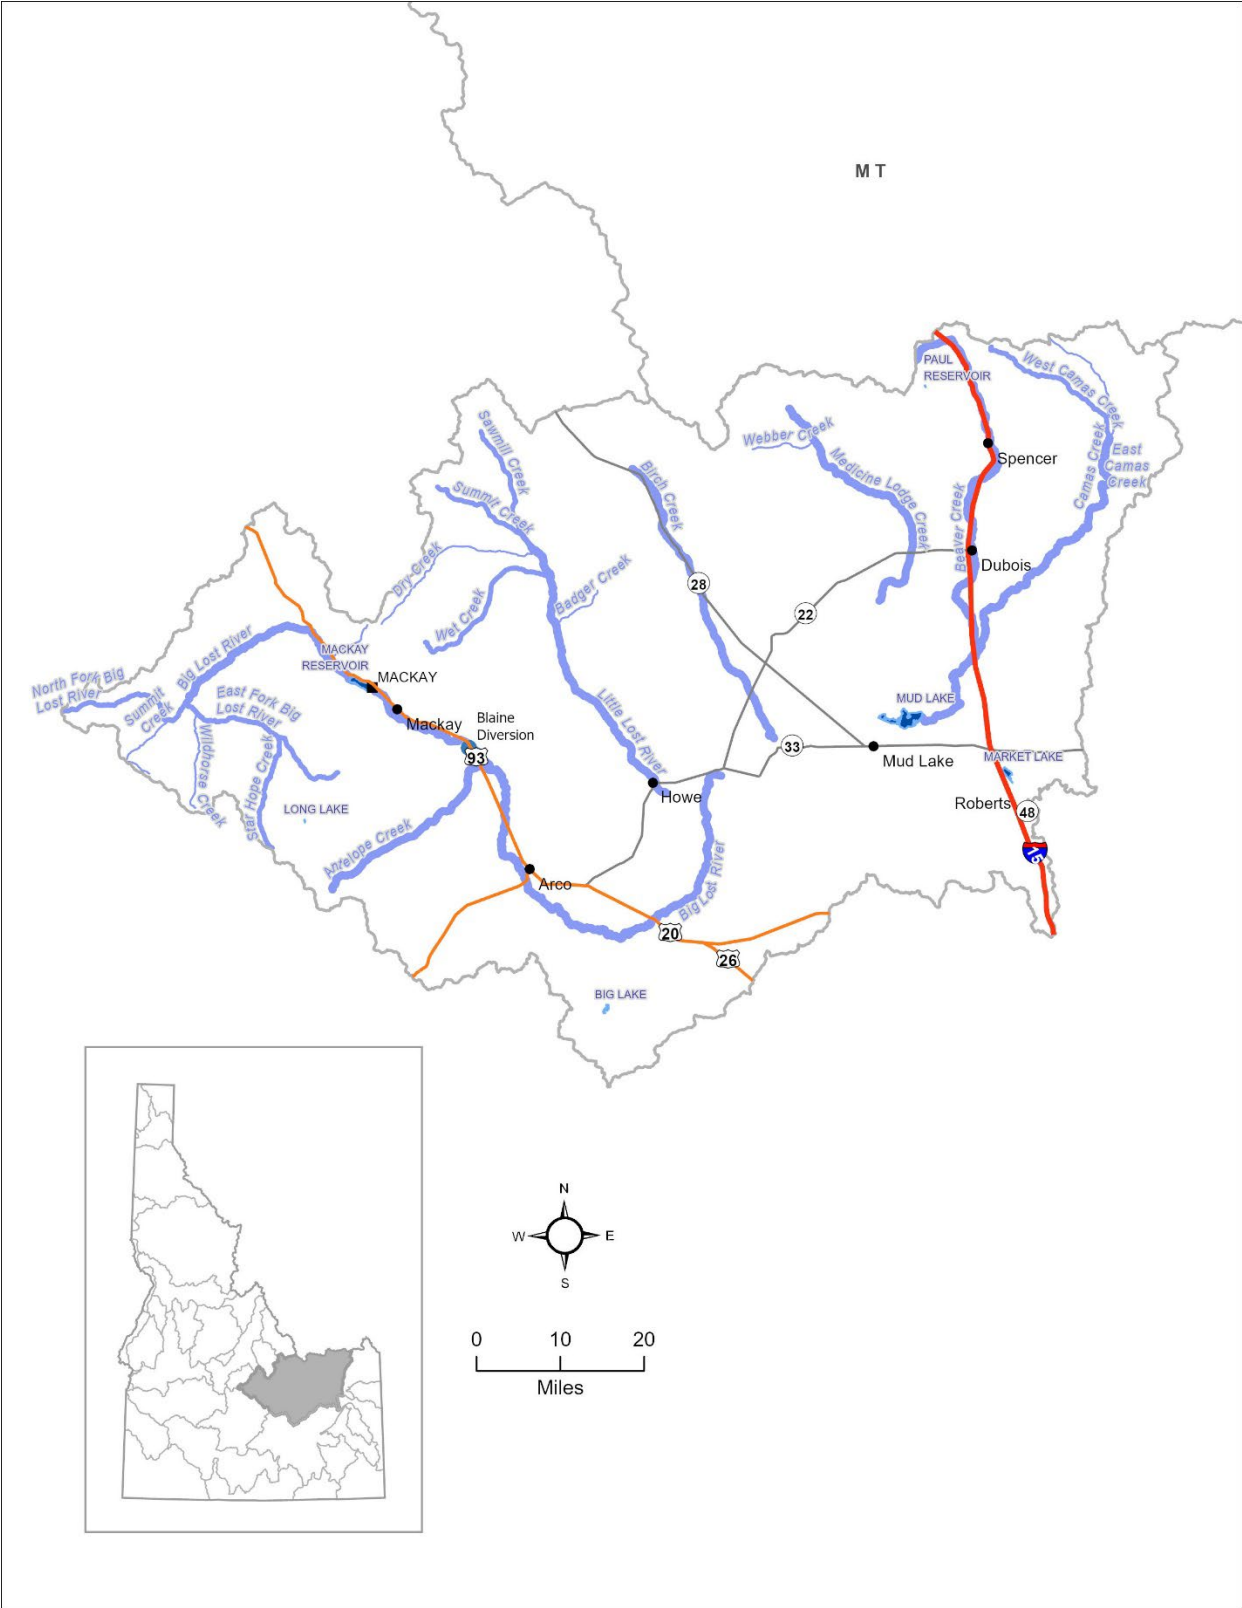 M T
PAUL
RESERVOIR
West Camas Creek
Sawmill Creek
Webber Creek
Camas Creek
East
Camas
Creek
Spencer
Medicine Lodge Creek
Birch Creek
Summit Creek
Beaver Creek
Dry Creek
Dubois
Badger Creek
28
22
Wet Creek
Big Lost River
MACKAY
RESERVOIR
MACKAY
North Fork Big
Lost River
Summit
Creek
East Fork Big
Lost River
Little Lost River
MUD LAKE
Mackay
Blaine
Diversion
93
Wildhorse Creek
Star Hope Creek
33
Mud Lake
MARKET LAKE
Howe
LONG LAKE
Roberts
48
Antelope Creek
15
Arco
Big Lost River
20
26
BIG LAKE
N
W
E
S
0 10 20
Miles